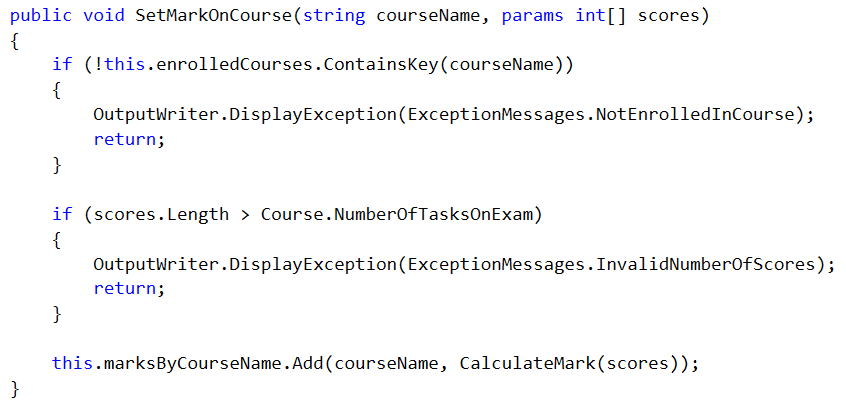 public void SetMarkOnCourse(string courseName, params int[] scores)
{
    if (!this.enrolledCourses.ContainsKey(courseName))
    {
        OutputWriter.DisplayException(ExceptionMessages.NotEnrolledInCourse);
        return;
    }

    if (scores.Length > Course.NumberOfTasksOnExam)
    {
        OutputWriter.DisplayException(ExceptionMessages.InvalidNumberOfScores);
        return;
    }

    this.marksByCourseName.Add(courseName, CalculateMark(scores));
}